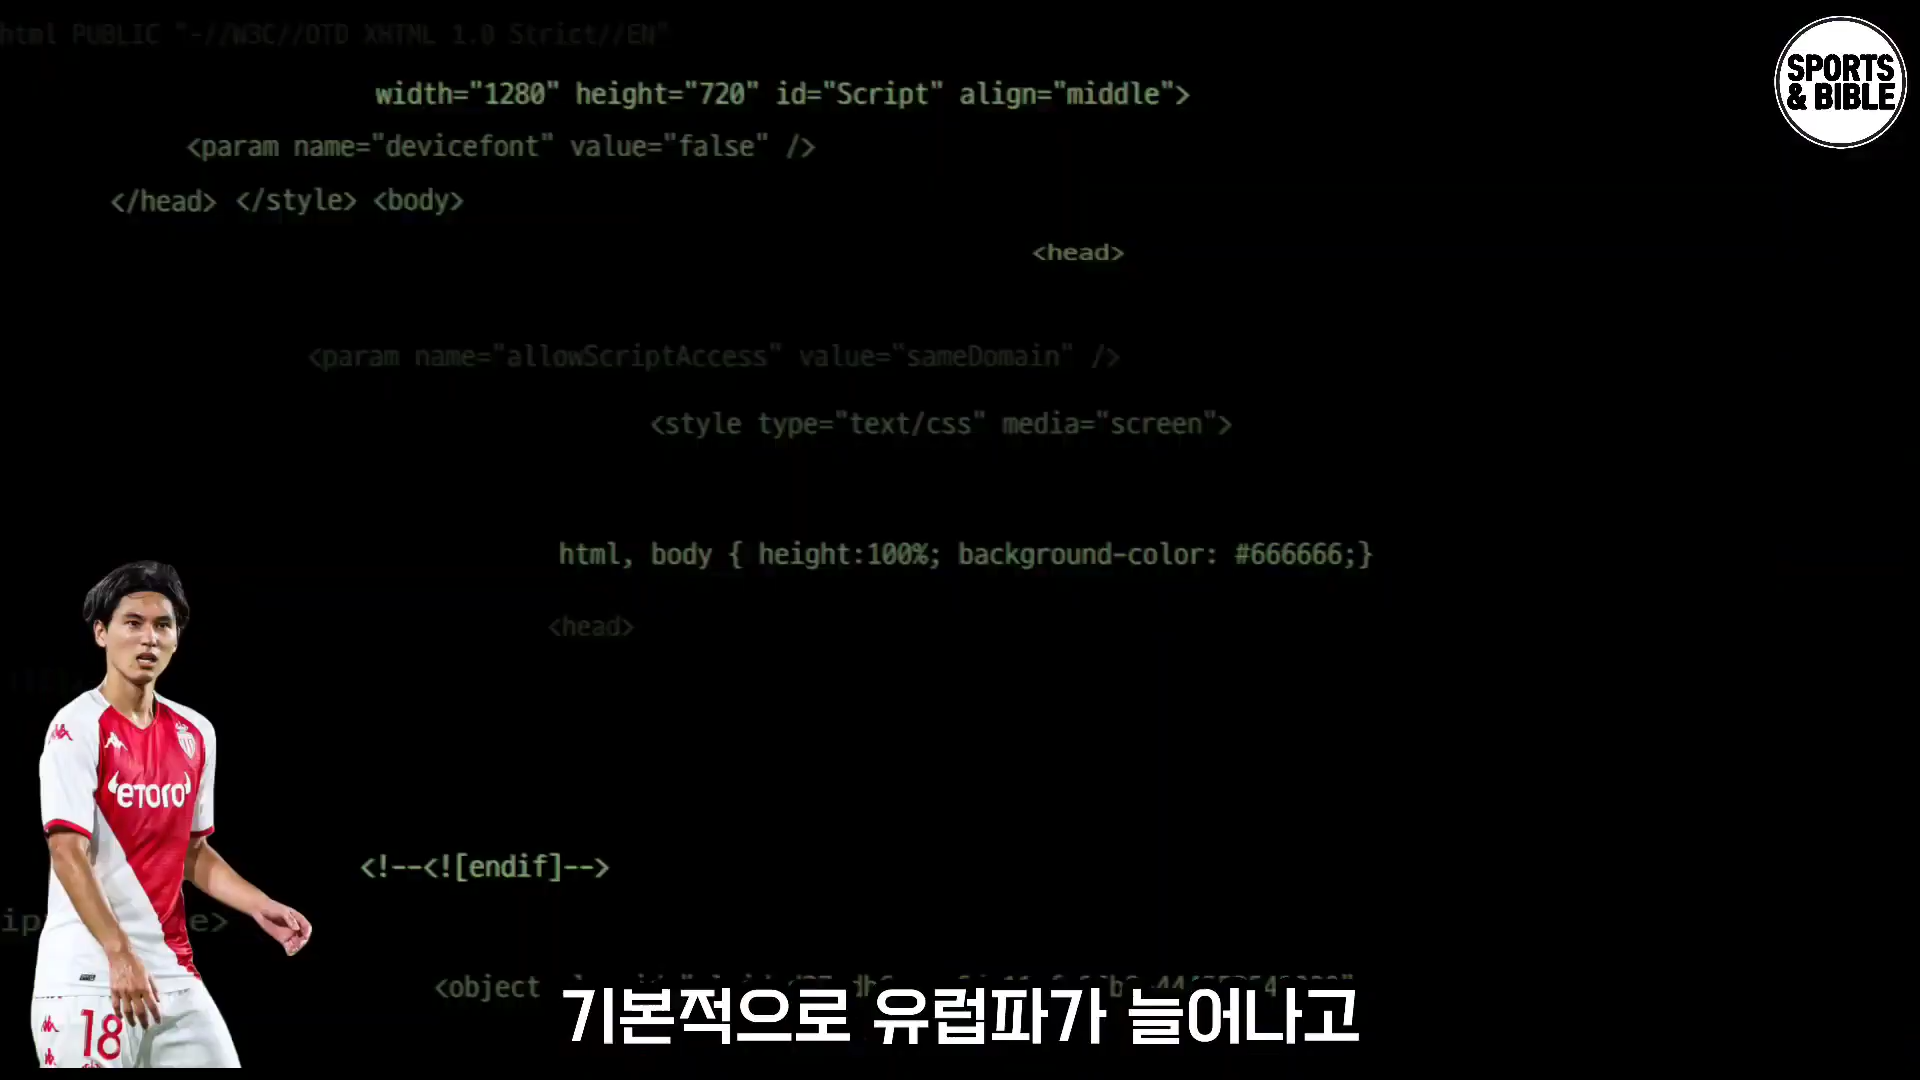 html PUBLIC "-//W3C//DTD XHTML 1.0 Strict//EN"
SPORTS
& BIBLE
width="1280" height="720" id="Script" align="middle">
<param name="devicefont" value="false" />
</head> </style> <body>
<head>
<param name="allowScriptAccess" value="sameDomain" />
<style type="text/css" media="screen">
html, body { height:100%; background-color: #666666;}
<head>
eTORO
<!--<![endif]-->
<object
기본적으로 유럽파가 늘어나고
18